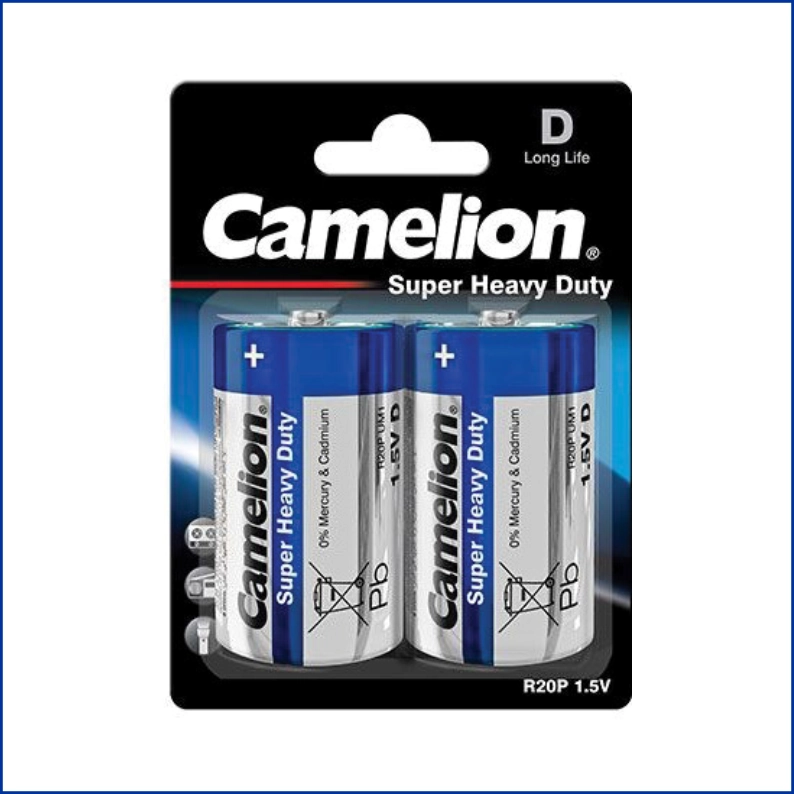 D
Long Life
Camelion®
Super Heavy Duty
+
Camelion®
Super Heavy Duty
0% Mercury & Cadmium
R20P UM1
1.5V D
Pb
+
Camelion®
Super Heavy Duty
0% Mercury & Cadmium
R20P UM1
1.5V D
Pb
R20P 1.5V